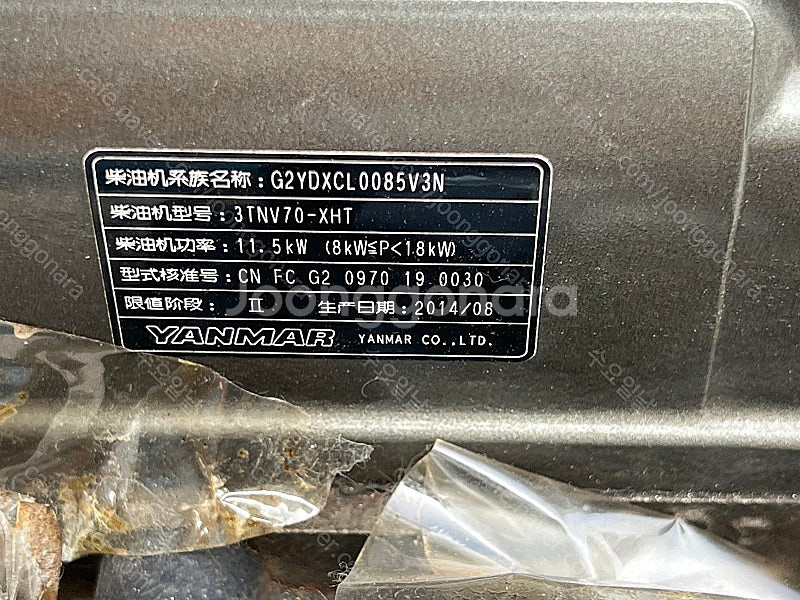 柴油机系族名称：G2YDXCL0085V3N
柴油机型号：3TNV70-XHT
柴油机功率：11.5kW (8kW≦P<18kW)
型式核准号：CN FC G2 0970 19 0030
限值阶段： Ⅱ 生产日期：2014/08
YANMAR YANMAR CO.,LTD.
Joonggonara